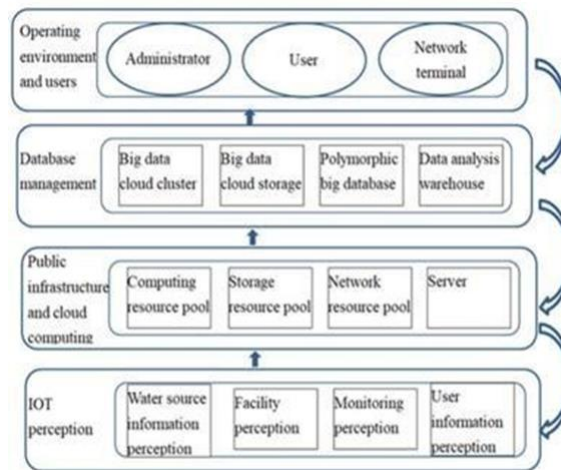 Operating
environment
and users
Administrator
User
Network
terminal
Database
management
Big data
cloud cluster
Big data
cloud storage
Polymorphic
big database
Data analysis
warehouse
Public
infrastructure
and cloud
computing
Computing
resource pool
Storage
resource pool
Network
resource pool
Server
IOT
perception
Water source
information
perception
Facility
perception
Monitoring
perception
User
information
perception